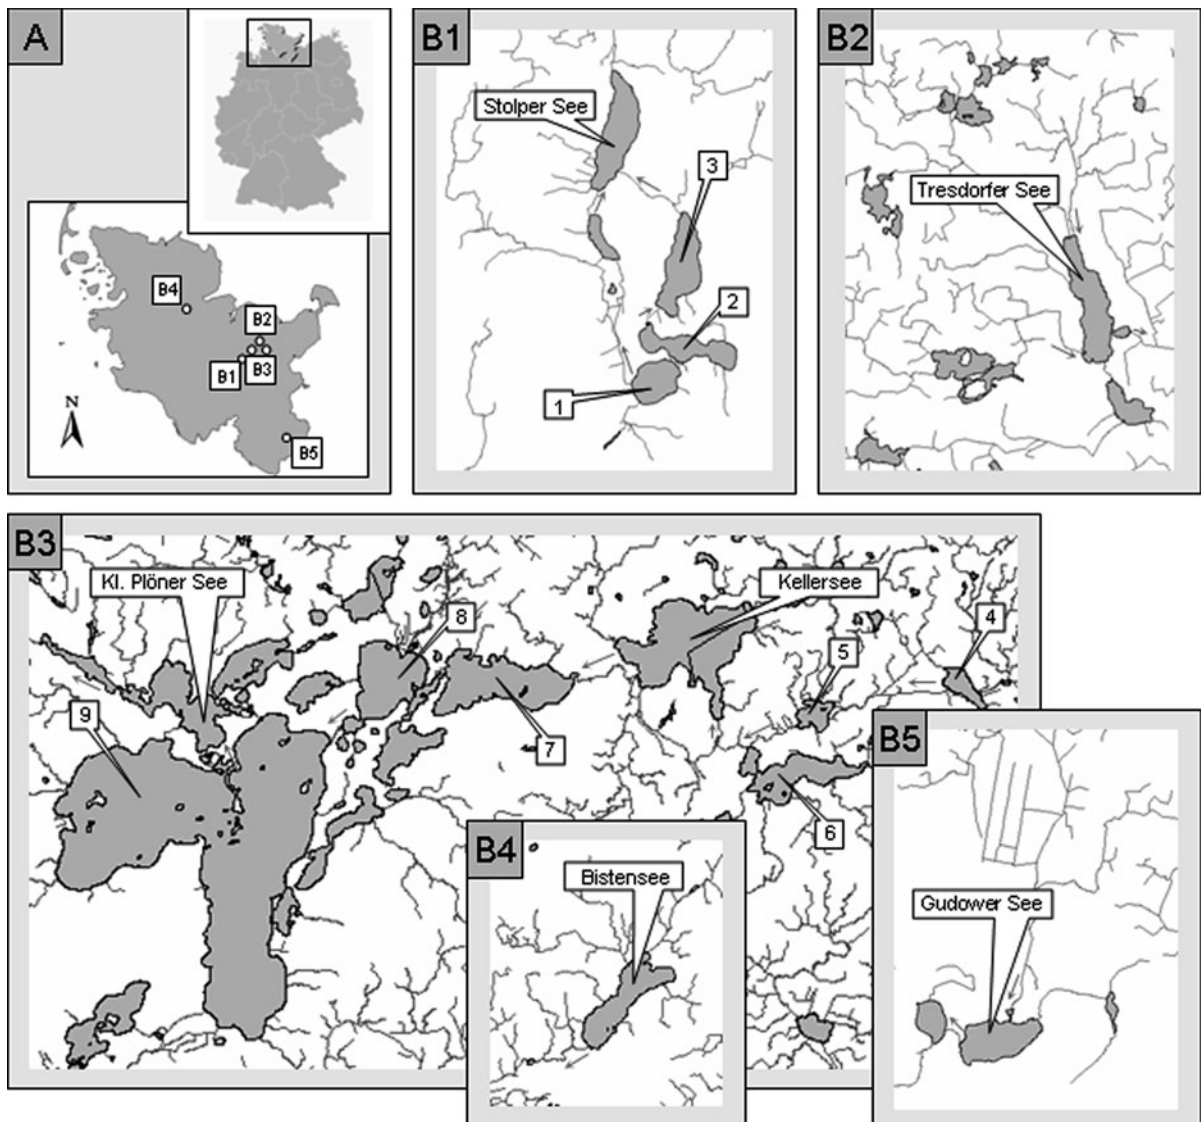 A
B4
B2
B1
B3
B5
N
B1
Stolper See
3
2
1
B2
Tresdorfer See
B3
Kl. Plöner See
Kellersee
8
4
5
9
7
6
B4
Bistensee
B5
Gudower See